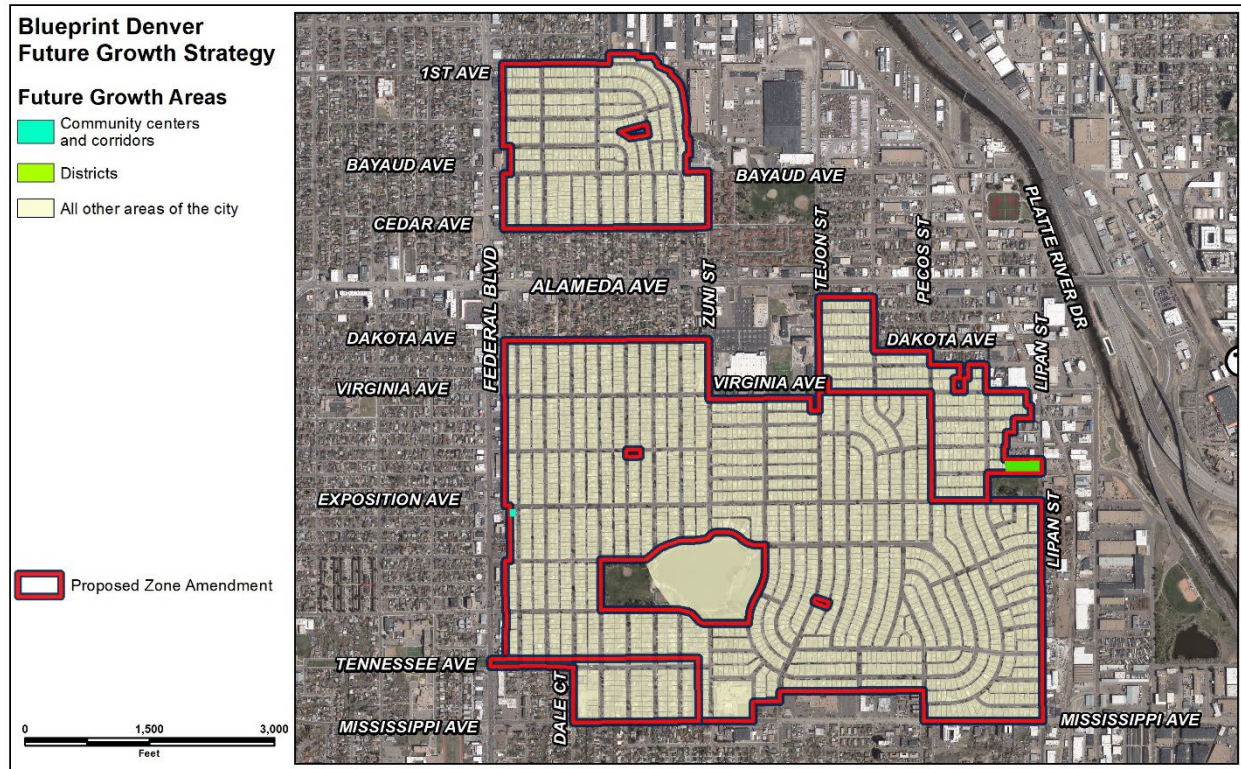 Blueprint Denver
Future Growth Strategy
Future Growth Areas
Community centers
and corridors
Districts
All other areas of the city
Proposed Zone Amendment
0 1,500 3,000
Feet
1ST AVE
BAYAUD AVE
BAYAUD AVE
CEDAR AVE
FEDERAL BLVD
ALAMEDA AVE
ZUNI ST
TEJON ST
PECOS ST
PLATTE RIVER DR
LIPAN ST
DAKOTA AVE
DAKOTA AVE
VIRGINIA AVE
VIRGINIA AVE
EXPOSITION AVE
LIPAN ST
TENNESSEE AVE
DALE CT
MISSISSIPPI AVE
MISSISSIPPI AVE